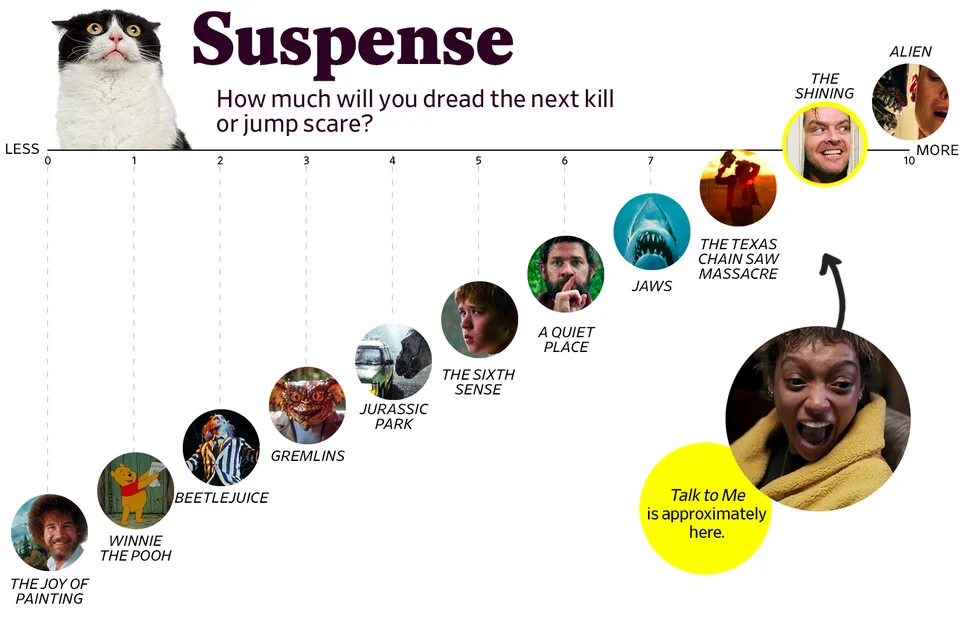 Suspense
How much will you dread the next kill
or jump scare?
ALIEN
THE
SHINING
LESS
MORE
0
1
2
3
4
5
6
7
10
THE TEXAS
CHAIN SAW
MASSACRE
JAWS
A QUIET
PLACE
THE SIXTH
SENSE
JURASSIC
PARK
GREMLINS
BEETLEJUICE
WINNIE
THE POOH
THE JOY OF
PAINTING
Talk to Me
is approximately
here.